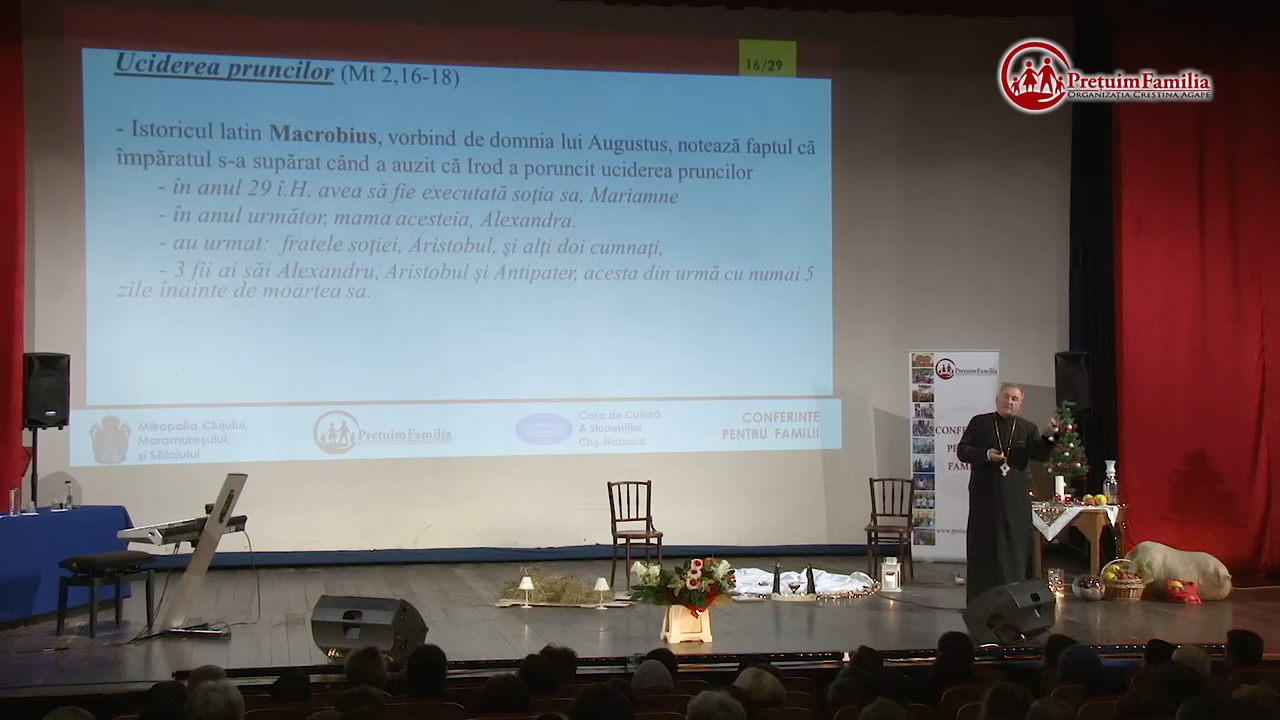 Uciderea pruncilor (Mt 2,16-18)
16/29
- Istoricul latin Macrobius, vorbind de domnia lui Augustus, notează faptul că
împăratul s-a supărat când a auzit că Irod a poruncit uciderea pruncilor
- în anul 29 î.H. avea să fie executată soția sa, Mariamne
- în anul următor, mama acesteia, Alexandra.
- au urmat: fratele soției, Aristobul, și alți doi cumnați,
- 3 fii ai săi Alexandru, Aristobul și Antipater, acesta din urmă cu numai 5
zile înainte de moartea sa.
Mitropolia Clujului,
Maramureșului,
și Sălajului
PrețuimFamilia
Casa de Cultură
A Studenților,
Cluj-Napoca
CONFERINTE
PENTRU FAMILII
PrețuimFamilia
Organizația Creștină Agape
PrețuimFamilia